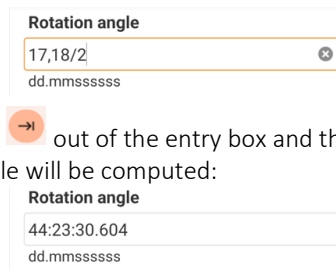 Rotation angle
17,18/2
dd.mmssssss
out of the entry box and th
le will be computed:
Rotation angle
44:23:30.604
dd.mmssssss